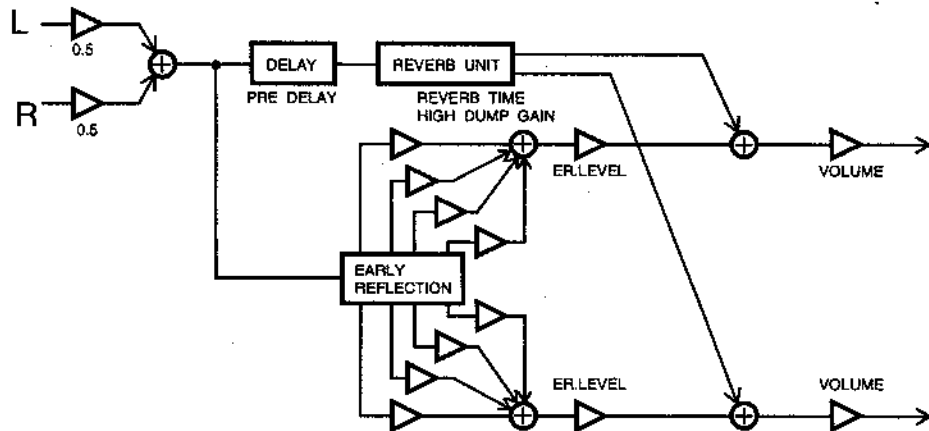 L
0.5
R
0.5
DELAY
PRE DELAY
REVERB UNIT
REVERB TIME
HIGH DUMP GAIN
ER.LEVEL
VOLUME
EARLY
REFLECTION
ER.LEVEL
VOLUME